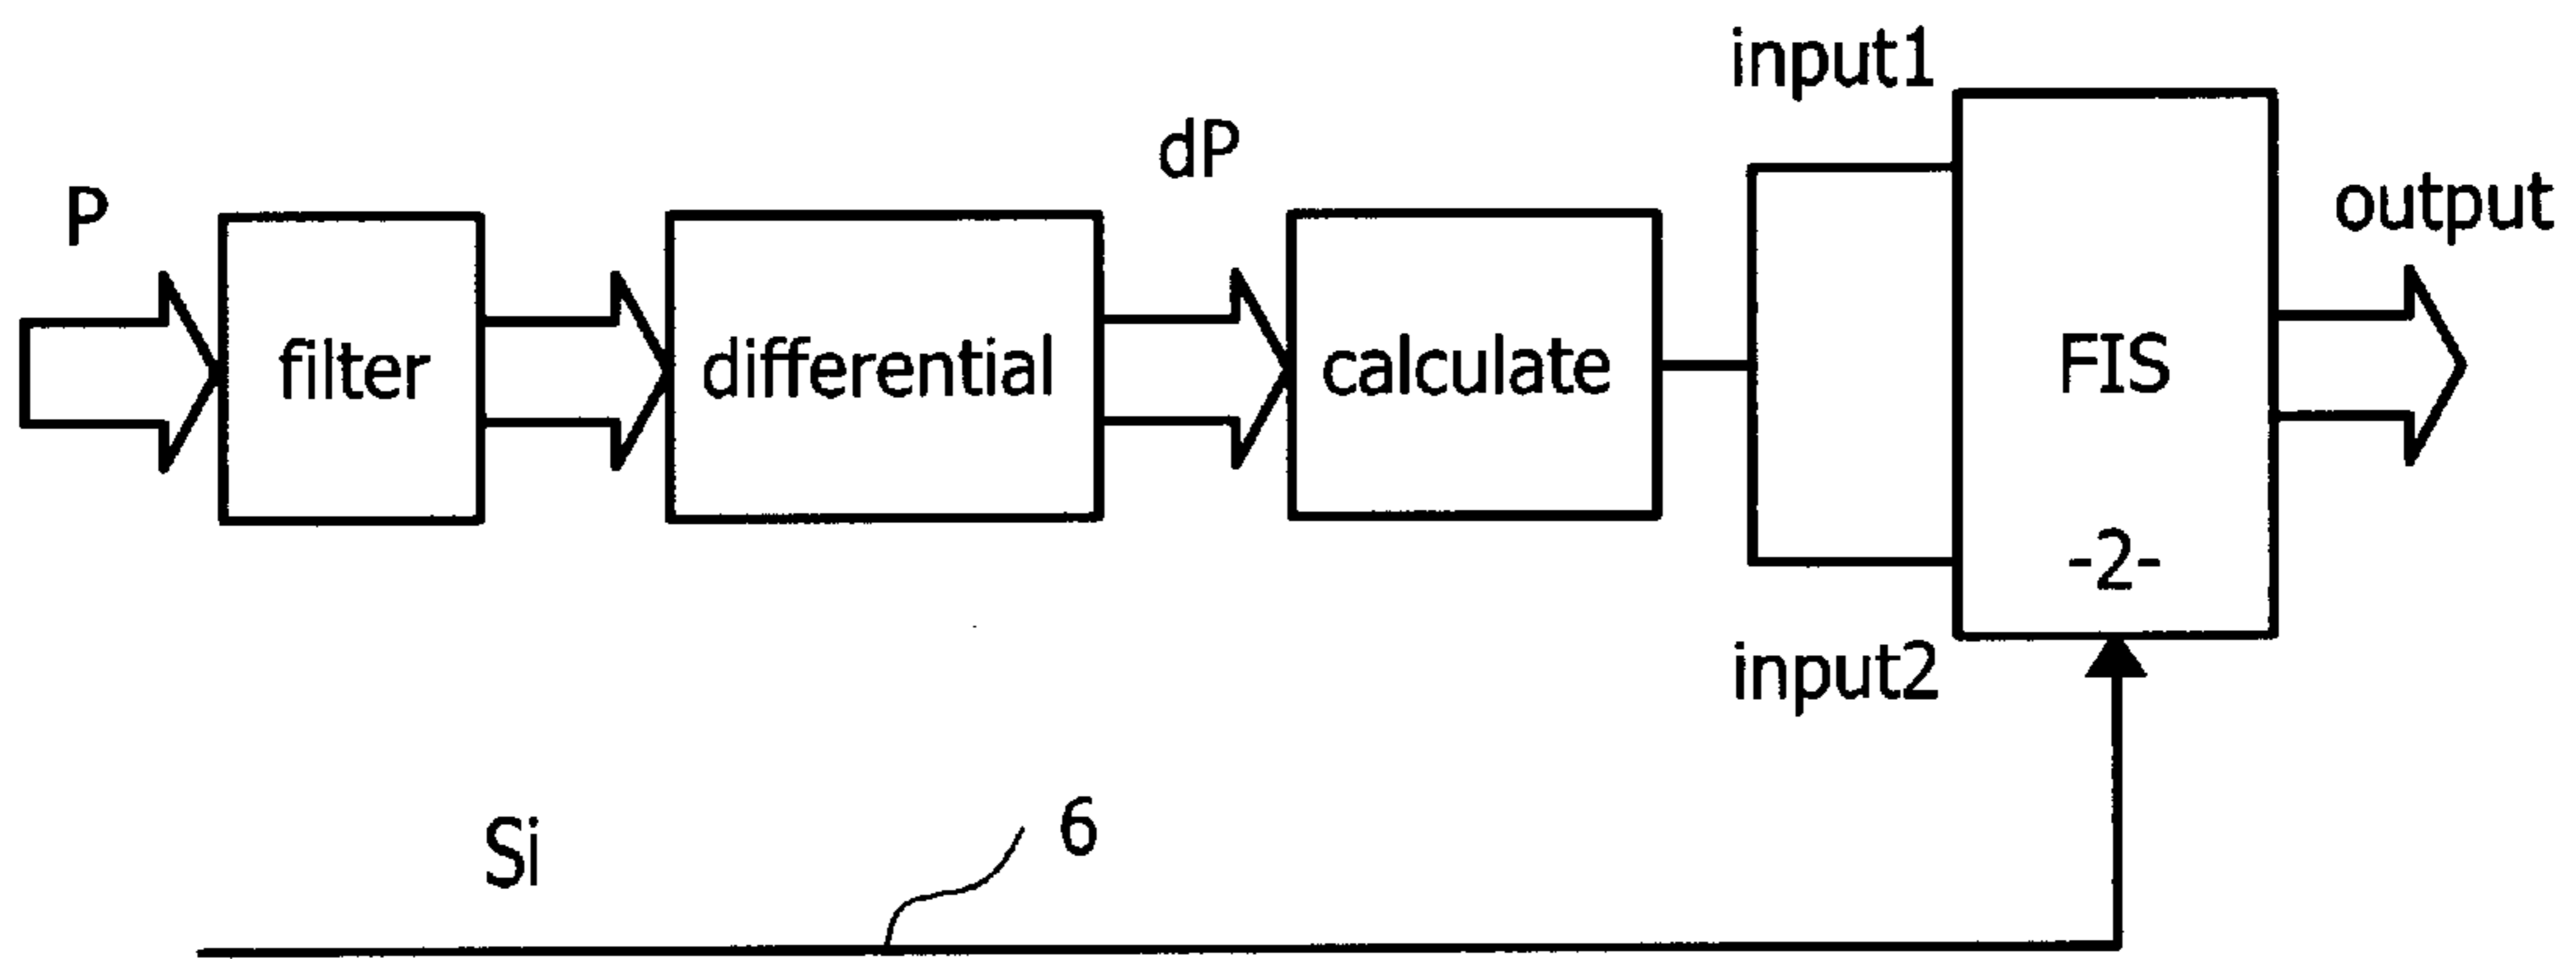 P
filter
differential
dP
calculate
input1
input2
FIS
-2-
output
Si
6